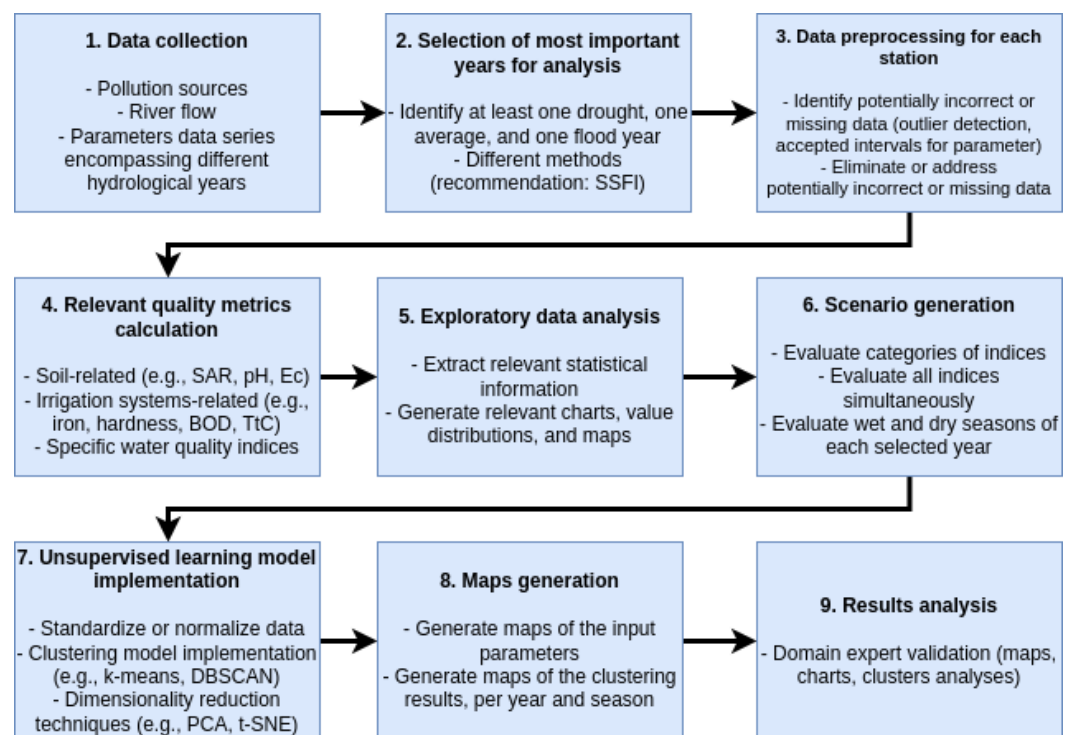 1. Data collection
- Pollution sources
- River flow
- Parameters data series
encompassing different
hydrological years
2. Selection of most important
years for analysis
- Identify at least one drought, one
average, and one flood year
- Different methods
(recommendation: SSFI)
3. Data preprocessing for each
station
- Identify potentially incorrect or
missing data (outlier detection,
accepted intervals for parameter)
- Eliminate or address
potentially incorrect or missing data
4. Relevant quality metrics
calculation
- Soil-related (e.g., SAR, pH, Ec)
- Irrigation systems-related (e.g.,
iron, hardness, BOD, TtC)
- Specific water quality indices
5. Exploratory data analysis
- Extract relevant statistical
information
- Generate relevant charts, value
distributions, and maps
6. Scenario generation
- Evaluate categories of indices
- Evaluate all indices
simultaneously
- Evaluate wet and dry seasons of
each selected year
7. Unsupervised learning model
implementation
- Standardize or normalize data
- Clustering model implementation
(e.g., k-means, DBSCAN)
- Dimensionality reduction
techniques (e.g., PCA, t-SNE)
8. Maps generation
- Generate maps of the input
parameters
- Generate maps of the clustering
results, per year and season
9. Results analysis
- Domain expert validation (maps,
charts, clusters analyses)